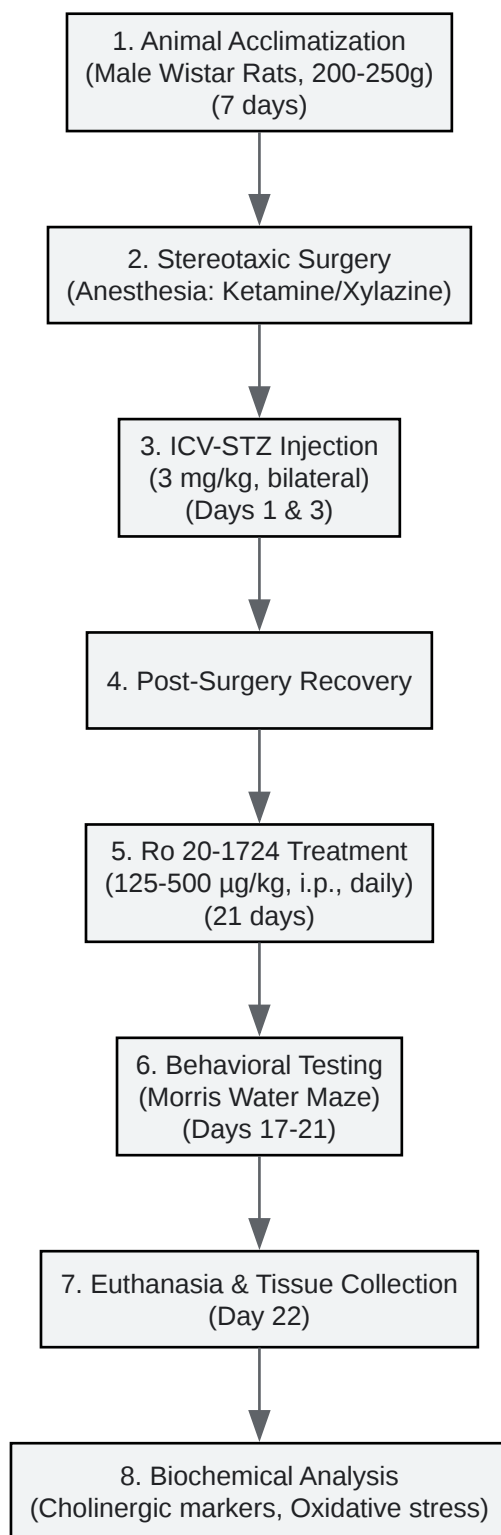 1. Animal Acclimatization
(Male Wistar Rats, 200-250g)
(7 days)
2. Stereotaxic Surgery
(Anesthesia: Ketamine/Xylazine)
3. ICV-STZ Injection
(3 mg/kg, bilateral)
(Days 1 & 3)
4. Post-Surgery Recovery
5. Ro 20-1724 Treatment
(125-500 µg/kg, i.p., daily)
(21 days)
6. Behavioral Testing
(Morris Water Maze)
(Days 17-21)
7. Euthanasia & Tissue Collection
(Day 22)
8. Biochemical Analysis
(Cholinergic markers, Oxidative stress)